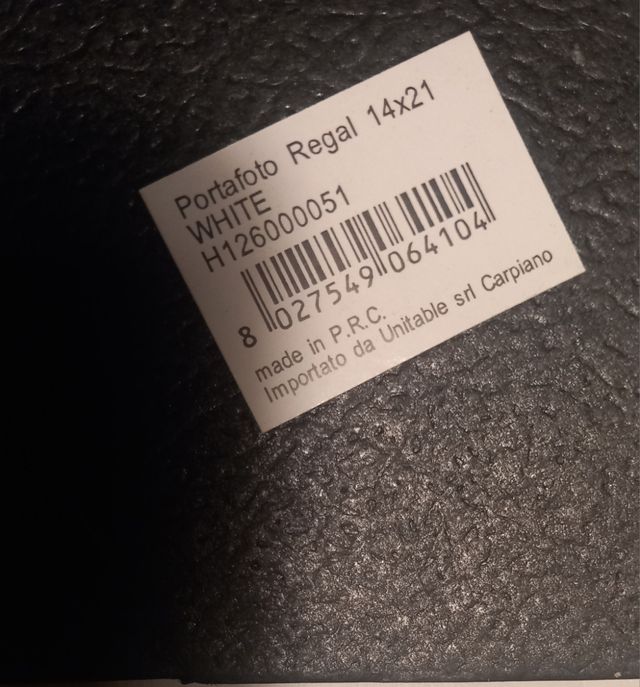 Portafoto Regal 14x21
WHITE
H126000051
8 027549 064104
made in P.R.C.
Importato da Unitable srl Carpiano